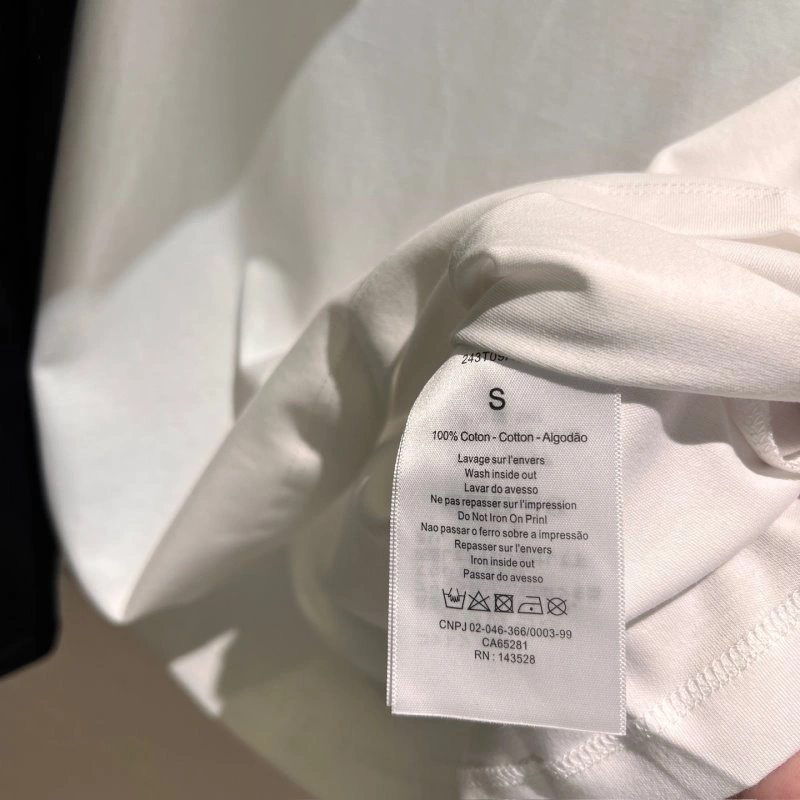 243T09
S
100% Coton - Cotton - Algodão
Lavage sur l'envers
Wash inside out
Lavar do avesso
Ne pas repasser sur l'impression
Do Not Iron On Prinl
Nao passar o ferro sobre a impressão
Repasser sur l'envers
Iron inside out
Passar do avesso
CNPJ 02-046-366/0003-99
CA65281
RN : 143528